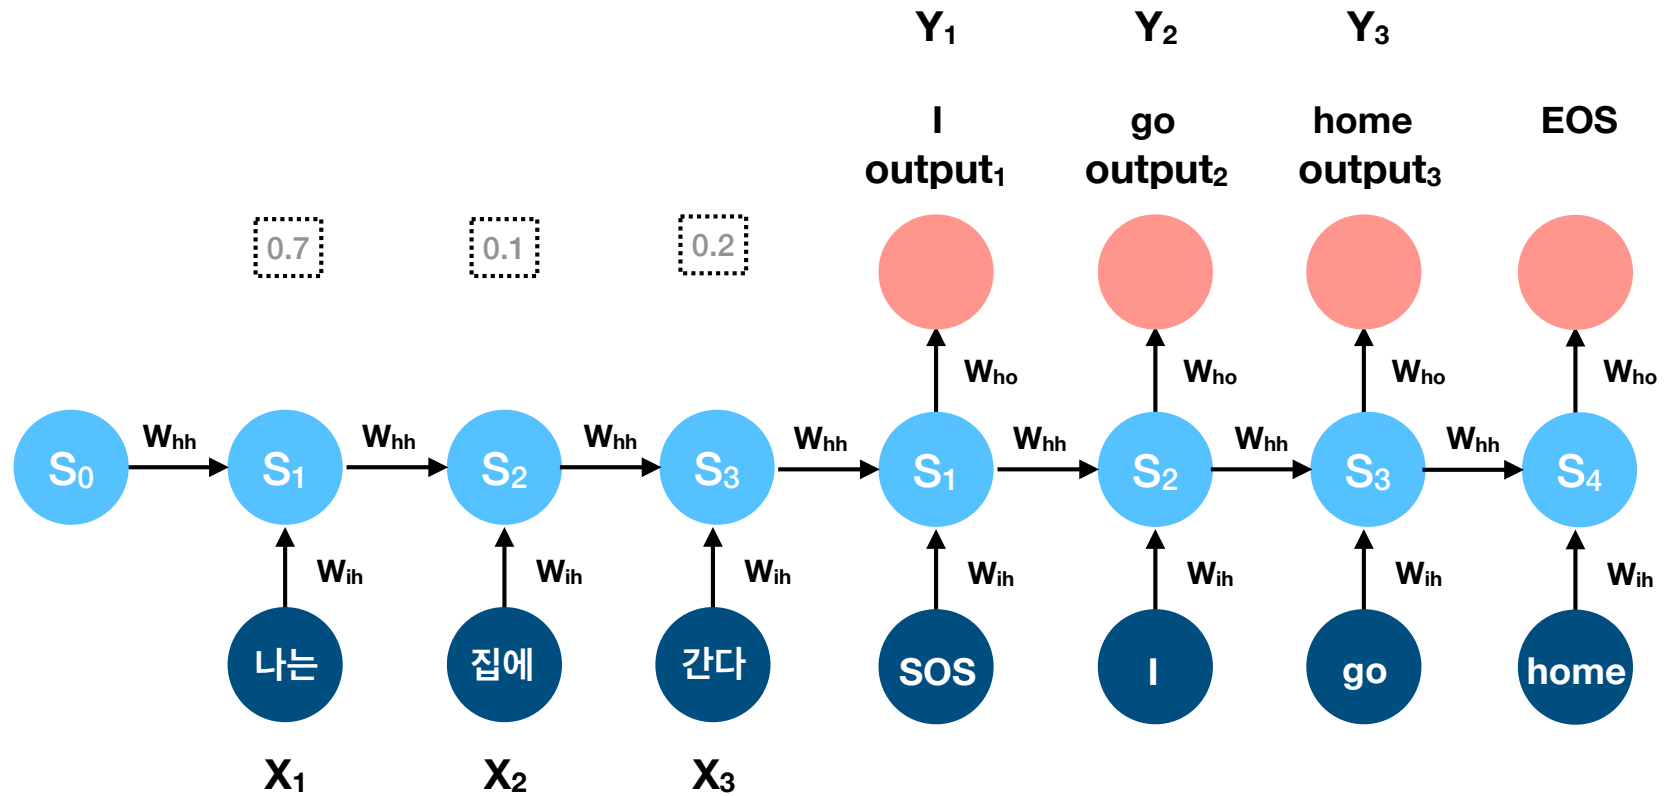 Y₁ Y₂ Y₃
I go home EOS
output₁ output₂ output₃
0.7 0.1 0.2
Who Who Who Who
Whh Whh Whh Whh Whh Whh Whh
S₀ S₁ S₂ S₃ S₁ S₂ S₃ S₄
Wih Wih Wih Wih Wih Wih Wih
나는 집에 간다 SOS I go home
X₁ X₂ X₃